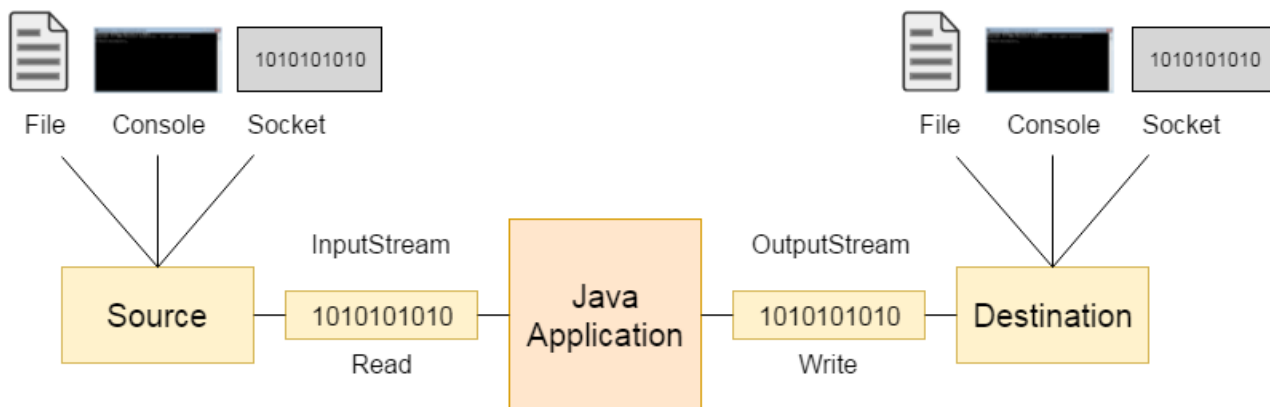 1010101010
1010101010
File Console Socket
File Console Socket
InputStream
OutputStream
Source
1010101010
Java
Application
1010101010
Destination
Read
Write